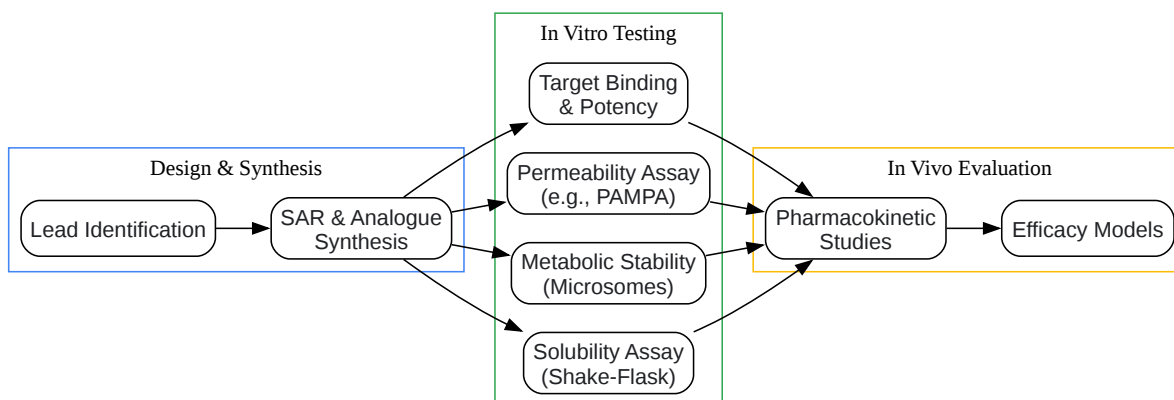 Design & Synthesis
Lead Identification
SAR & Analogue
Synthesis
In Vitro Testing
Target Binding
& Potency
Permeability Assay
(e.g., PAMPA)
Metabolic Stability
(Microsomes)
Solubility Assay
(Shake-Flask)
In Vivo Evaluation
Pharmacokinetic
Studies
Efficacy Models